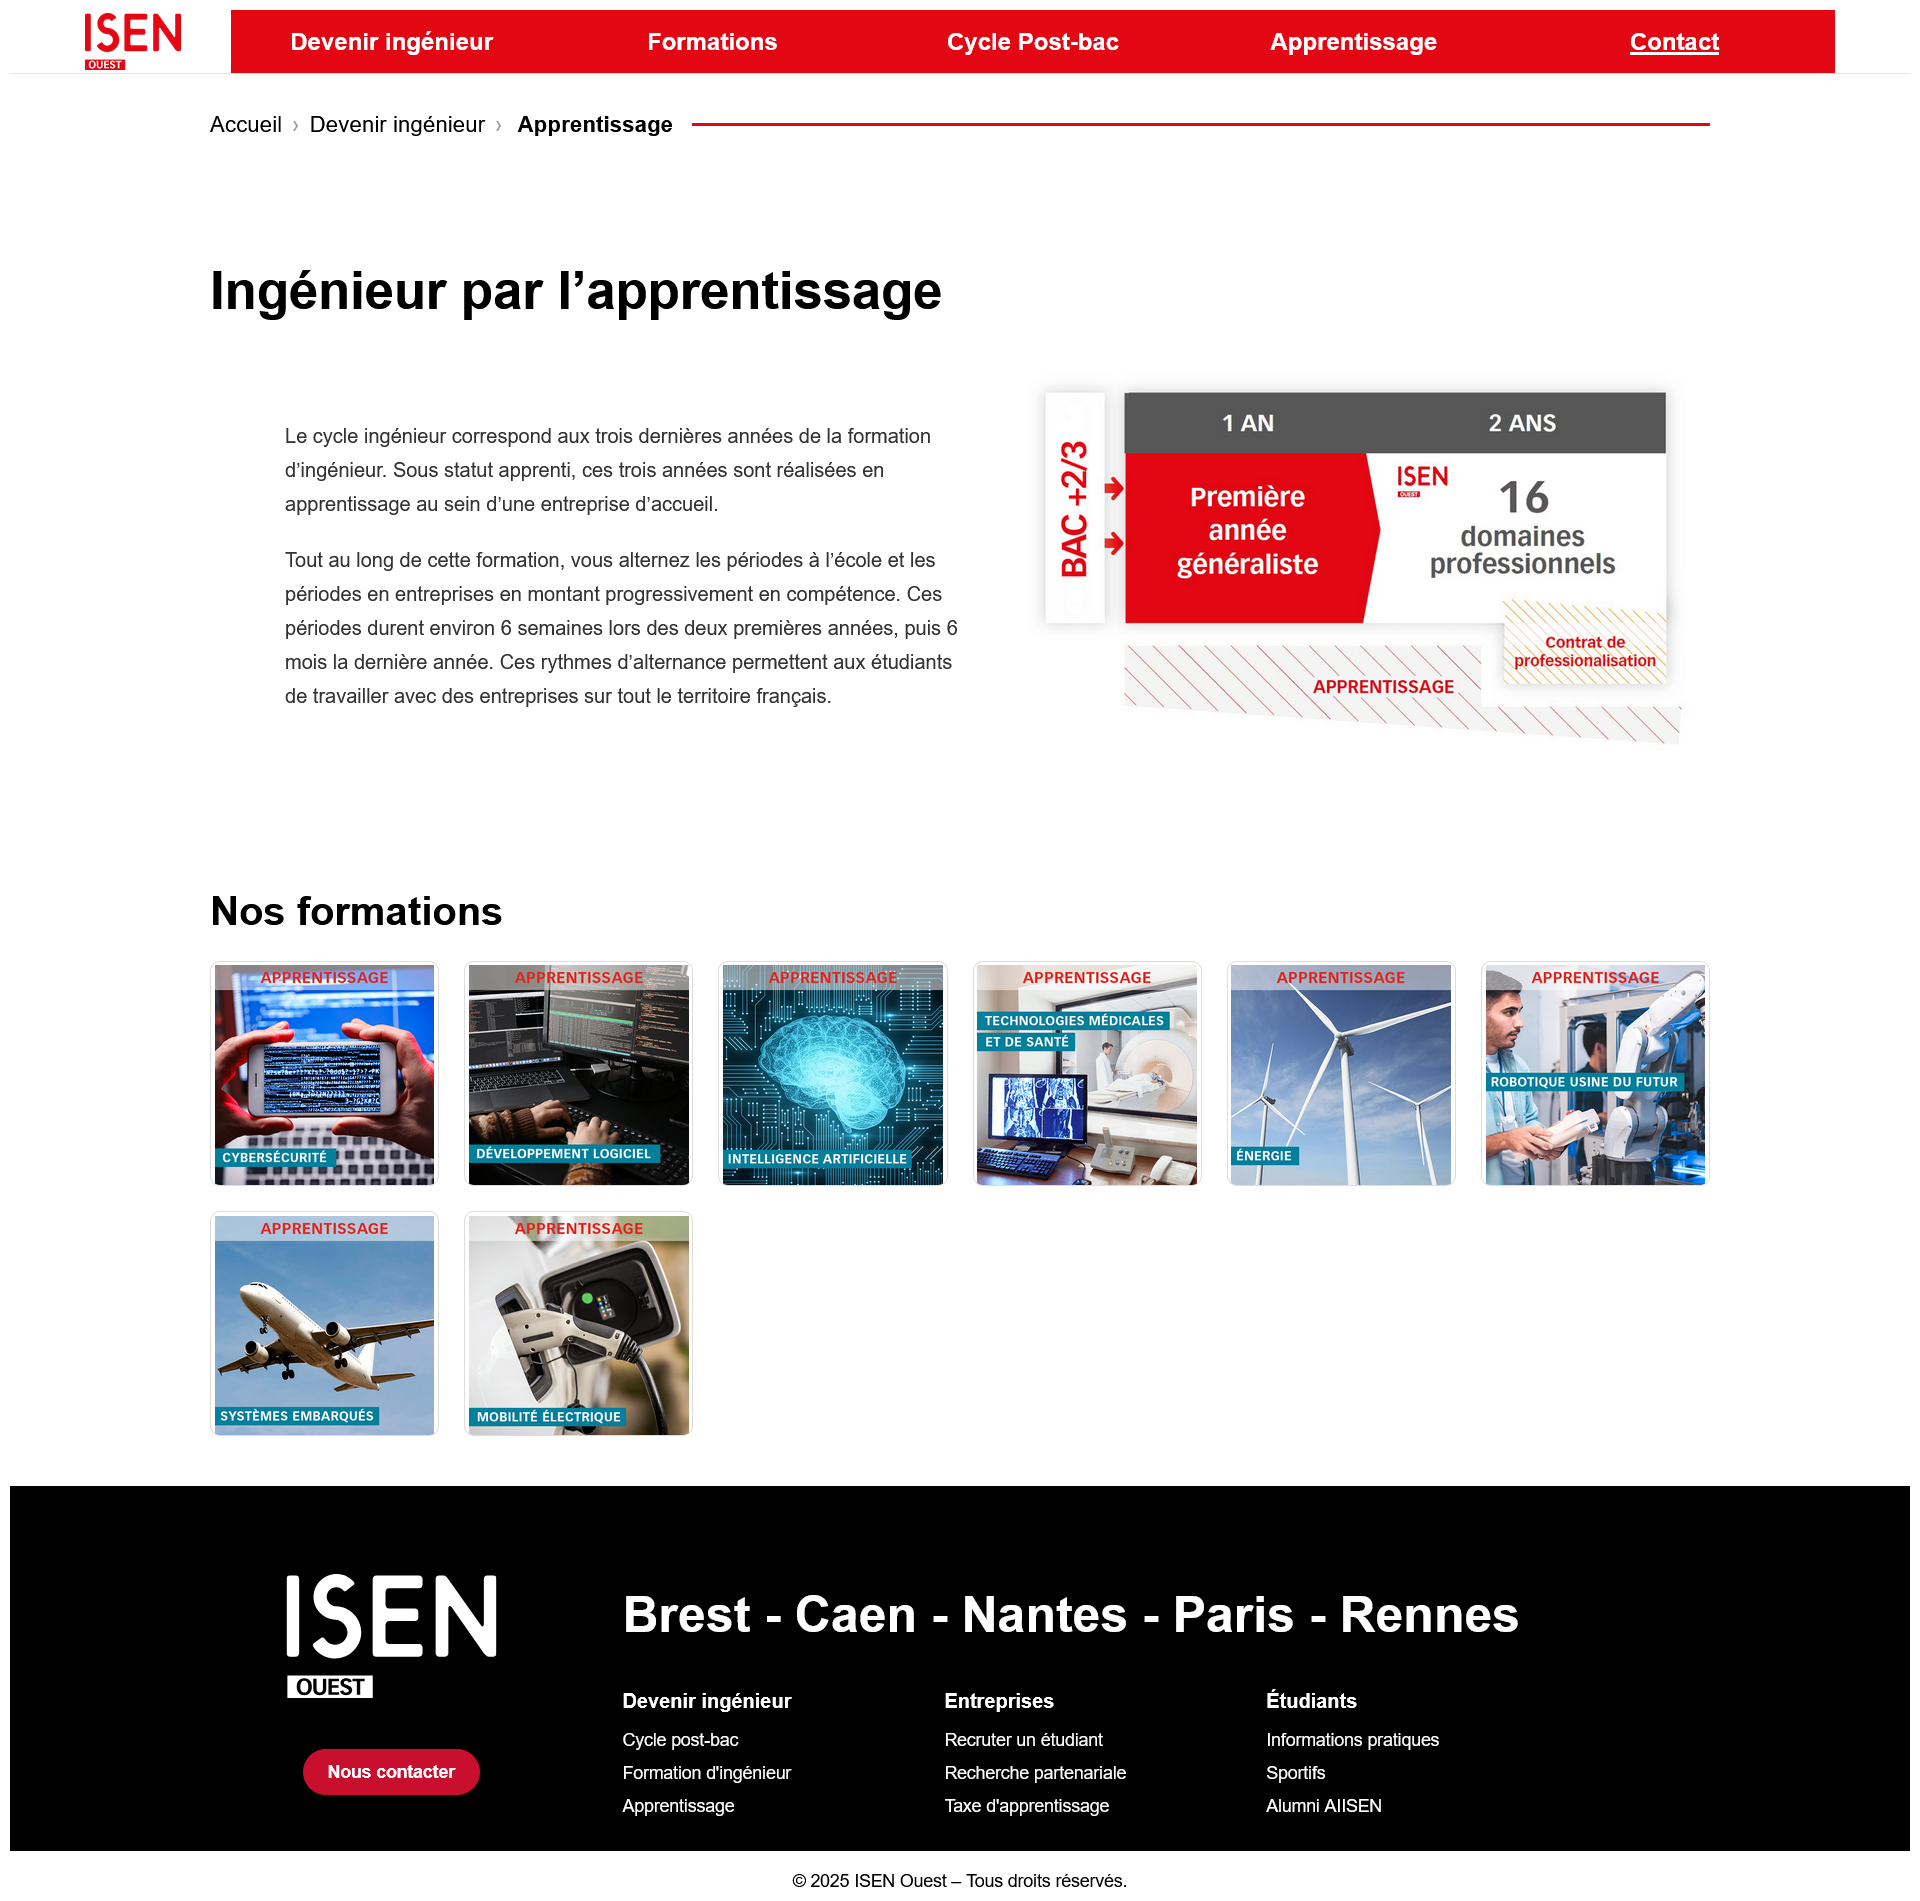 ISEN
OUEST
Devenir ingénieur
Formations
Cycle Post-bac
Apprentissage
Contact
Accueil › Devenir ingénieur › Apprentissage
Ingénieur par l’apprentissage
Le cycle ingénieur correspond aux trois dernières années de la formation
d’ingénieur. Sous statut apprenti, ces trois années sont réalisées en
apprentissage au sein d’une entreprise d’accueil.
Tout au long de cette formation, vous alternez les périodes à l’école et les
périodes en entreprises en montant progressivement en compétence. Ces
périodes durent environ 6 semaines lors des deux premières années, puis 6
mois la dernière année. Ces rythmes d’alternance permettent aux étudiants
de travailler avec des entreprises sur tout le territoire français.
BAC +2/3
1 AN
2 ANS
Première
année
généraliste
ISEN
OUEST
16
domaines
professionnels
Contrat de
professionalisation
APPRENTISSAGE
Nos formations
APPRENTISSAGE
CYBERSÉCURITÉ
APPRENTISSAGE
DÉVELOPPEMENT LOGICIEL
APPRENTISSAGE
INTELLIGENCE ARTIFICIELLE
APPRENTISSAGE
TECHNOLOGIES MÉDICALES
ET DE SANTÉ
APPRENTISSAGE
ÉNERGIE
APPRENTISSAGE
ROBOTIQUE USINE DU FUTUR
APPRENTISSAGE
SYSTÈMES EMBARQUÉS
APPRENTISSAGE
MOBILITÉ ÉLECTRIQUE
ISEN
OUEST
Nous contacter
Brest - Caen - Nantes - Paris - Rennes
Devenir ingénieur
Cycle post-bac
Formation d'ingénieur
Apprentissage
Entreprises
Recruter un étudiant
Recherche partenariale
Taxe d'apprentissage
Étudiants
Informations pratiques
Sportifs
Alumni AIISEN
© 2025 ISEN Ouest – Tous droits réservés.